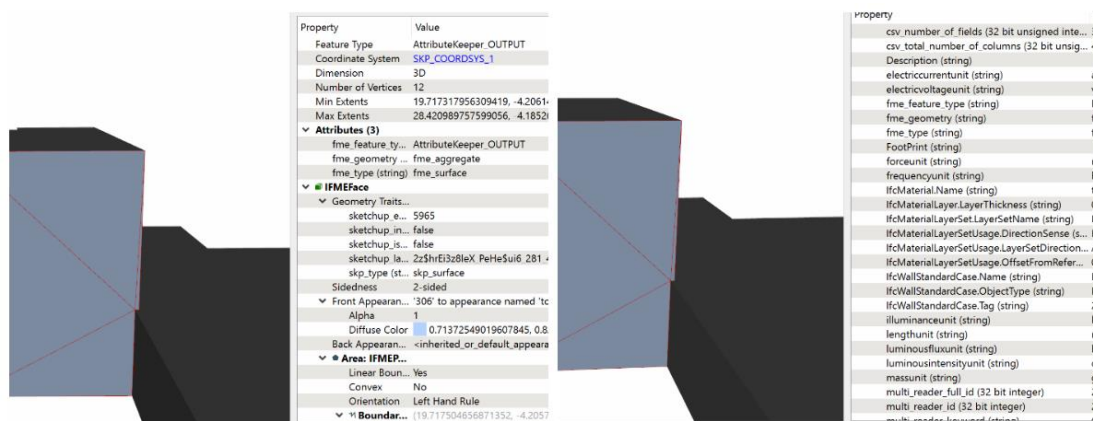 Property Value
Feature Type AttributeKeeper_OUTPUT
Coordinate System SKP_COORDSYS_1
Dimension 3D
Number of Vertices 12
Min Extents 19.717317956309419, -4.20614
Max Extents 28.420989757599056, -4.18526
Attributes (3)
fme_feature_ty... AttributeKeeper_OUTPUT
fme_geometry ... fme_aggregate
fme_type (string) fme_surface
IFMEFace
Geometry Traits...
sketchup_e... 5965
sketchup_in... false
sketchup_is... false
sketchup_la... 2z$hrEi3z8IeX_PeHe$ui6_281_4
skp_type (st... skp_surface
Sidedness 2-sided
Front Appearan... '306' to appearance named 'tc
Alpha 1
Diffuse Color 0.71372549019607845, 0.8
Back Appearan... <inherited_or_default_appeara
Area: IFMEP...
Linear Boun... Yes
Convex No
Orientation Left Hand Rule
Boundar... (19.717504656871352, -4.2057
Property
csv_number_of_fields (32 bit unsigned inte...
csv_total_number_of_columns (32 bit unsig...
Description (string)
electriccurrentunit (string)
electricvoltageunit (string)
fme_feature_type (string)
fme_geometry (string)
fme_type (string)
FootPrint (string)
forceunit (string)
frequencyunit (string)
IfcMaterial.Name (string)
IfcMaterialLayer.LayerThickness (string)
IfcMaterialLayerSet.LayerSetName (string)
IfcMaterialLayerSetUsage.DirectionSense (s...
IfcMaterialLayerSetUsage.LayerSetDirection...
IfcMaterialLayerSetUsage.OffsetFromRefer...
IfcWallStandardCase.Name (string)
IfcWallStandardCase.ObjectType (string)
IfcWallStandardCase.Tag (string)
illuminanceunit (string)
lengthunit (string)
luminousfluxunit (string)
luminousintensityunit (string)
massunit (string)
multi_reader_full_id (32 bit integer)
multi_reader_id (32 bit integer)
multi_reader_keyword (string)